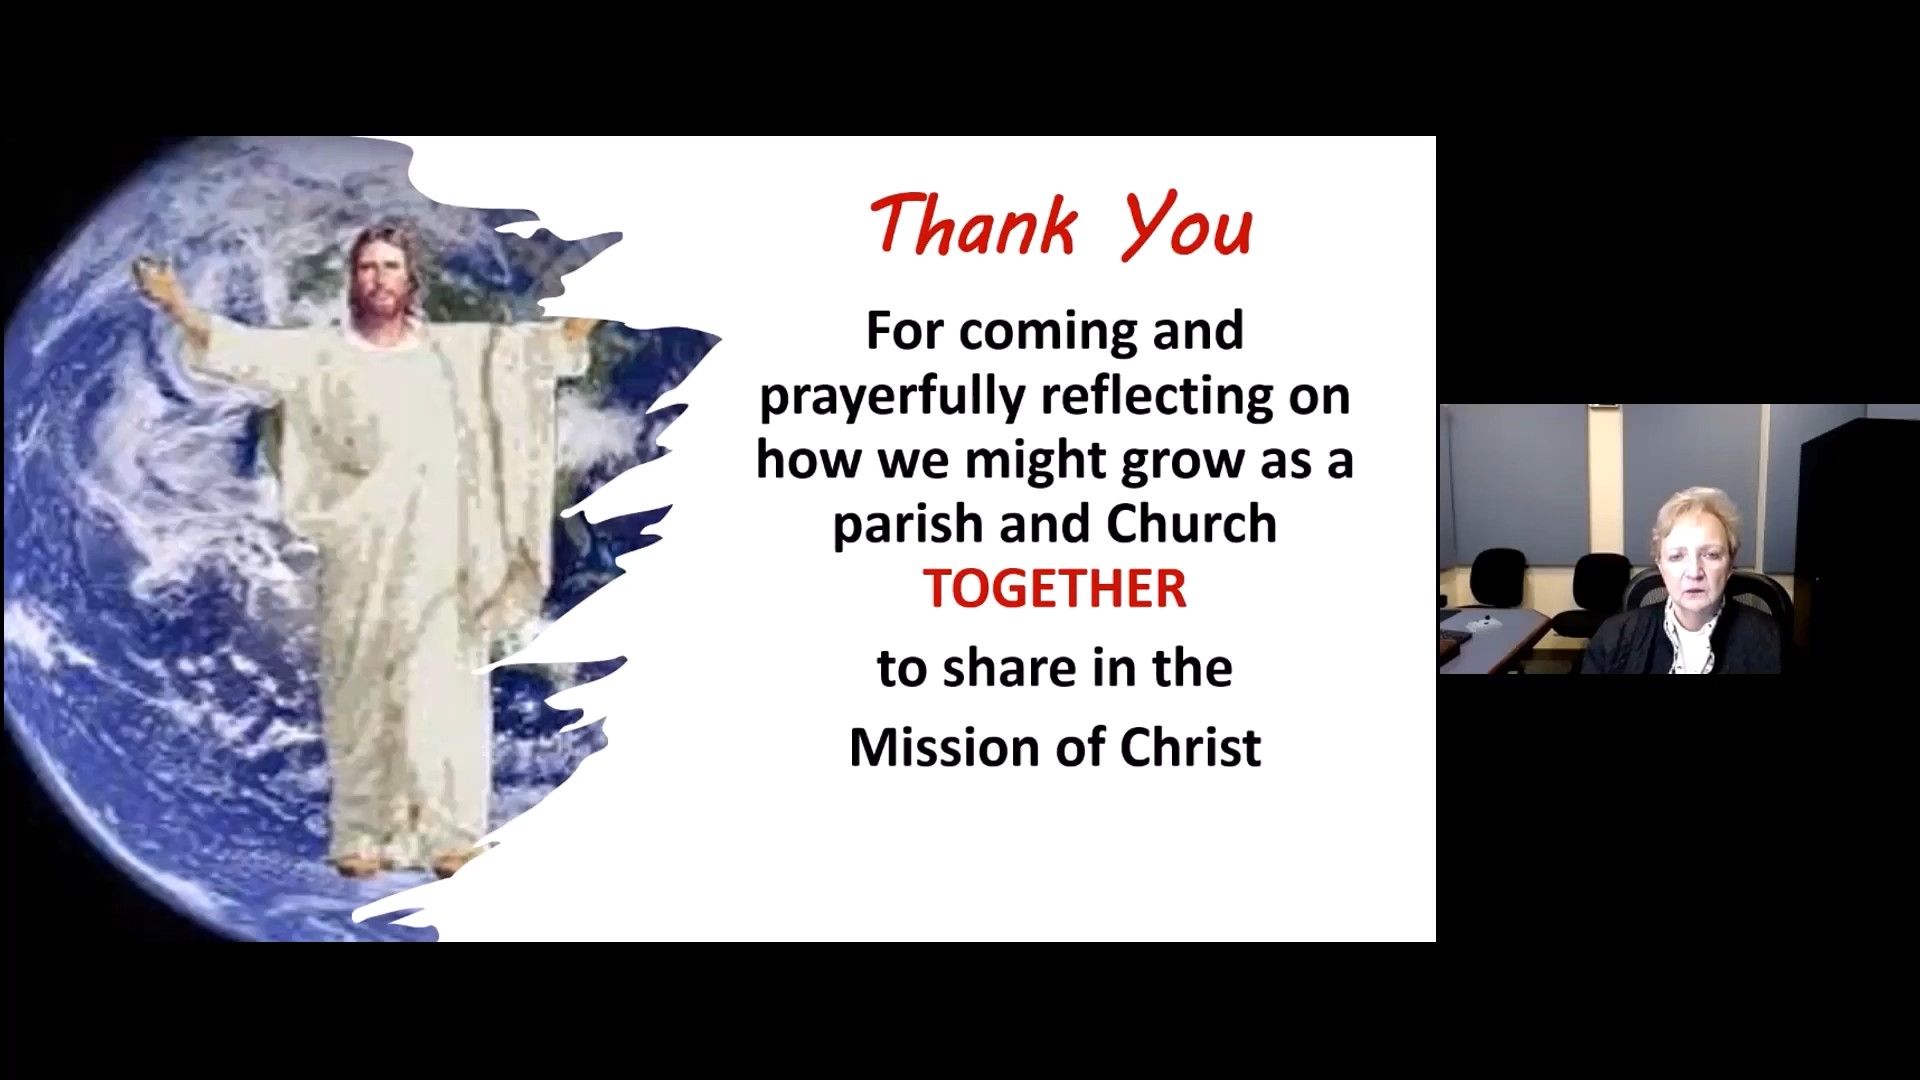 Thank You
For coming and
prayerfully reflecting on
how we might grow as a
parish and Church
TOGETHER
to share in the
Mission of Christ